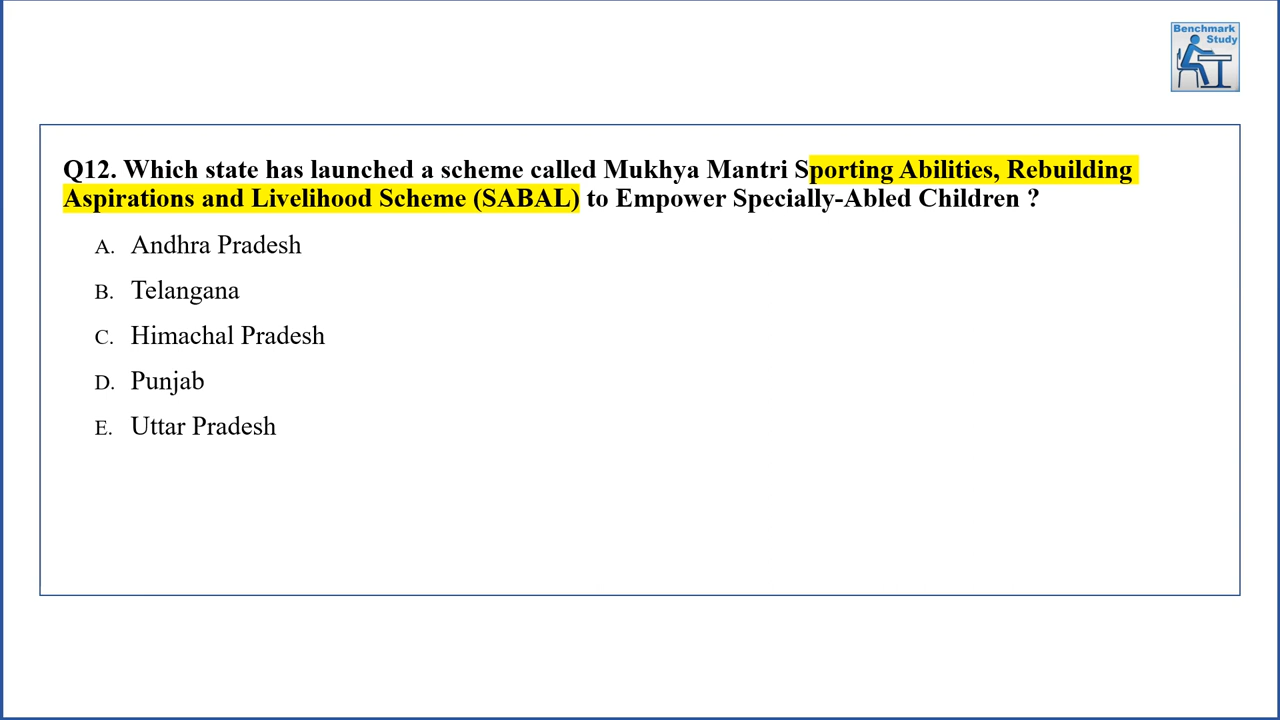 Benchmark
Study
Q12. Which state has launched a scheme called Mukhya Mantri Sporting Abilities, Rebuilding
Aspirations and Livelihood Scheme (SABAL) to Empower Specially-Abled Children ?
A. Andhra Pradesh
B. Telangana
C. Himachal Pradesh
D. Punjab
E. Uttar Pradesh